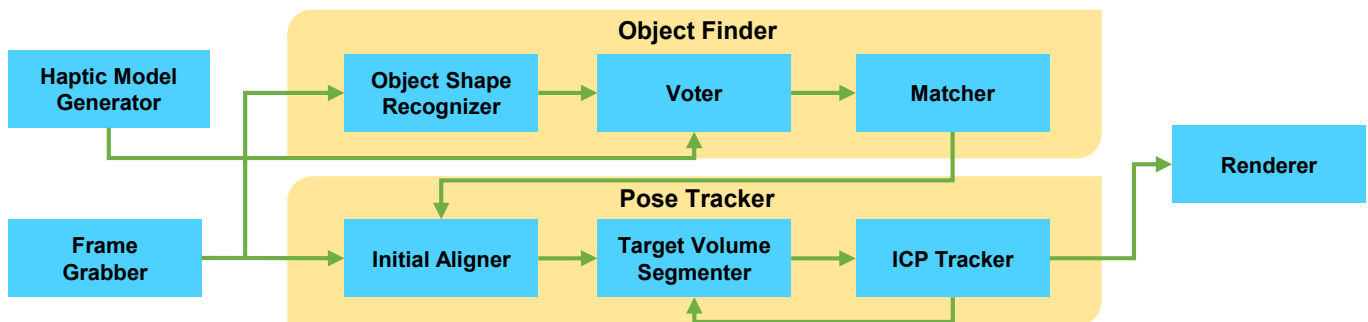 Object Finder
Haptic Model
Generator
Object Shape
Recognizer
Voter
Matcher
Renderer
Pose Tracker
Frame
Grabber
Initial Aligner
Target Volume
Segmenter
ICP Tracker